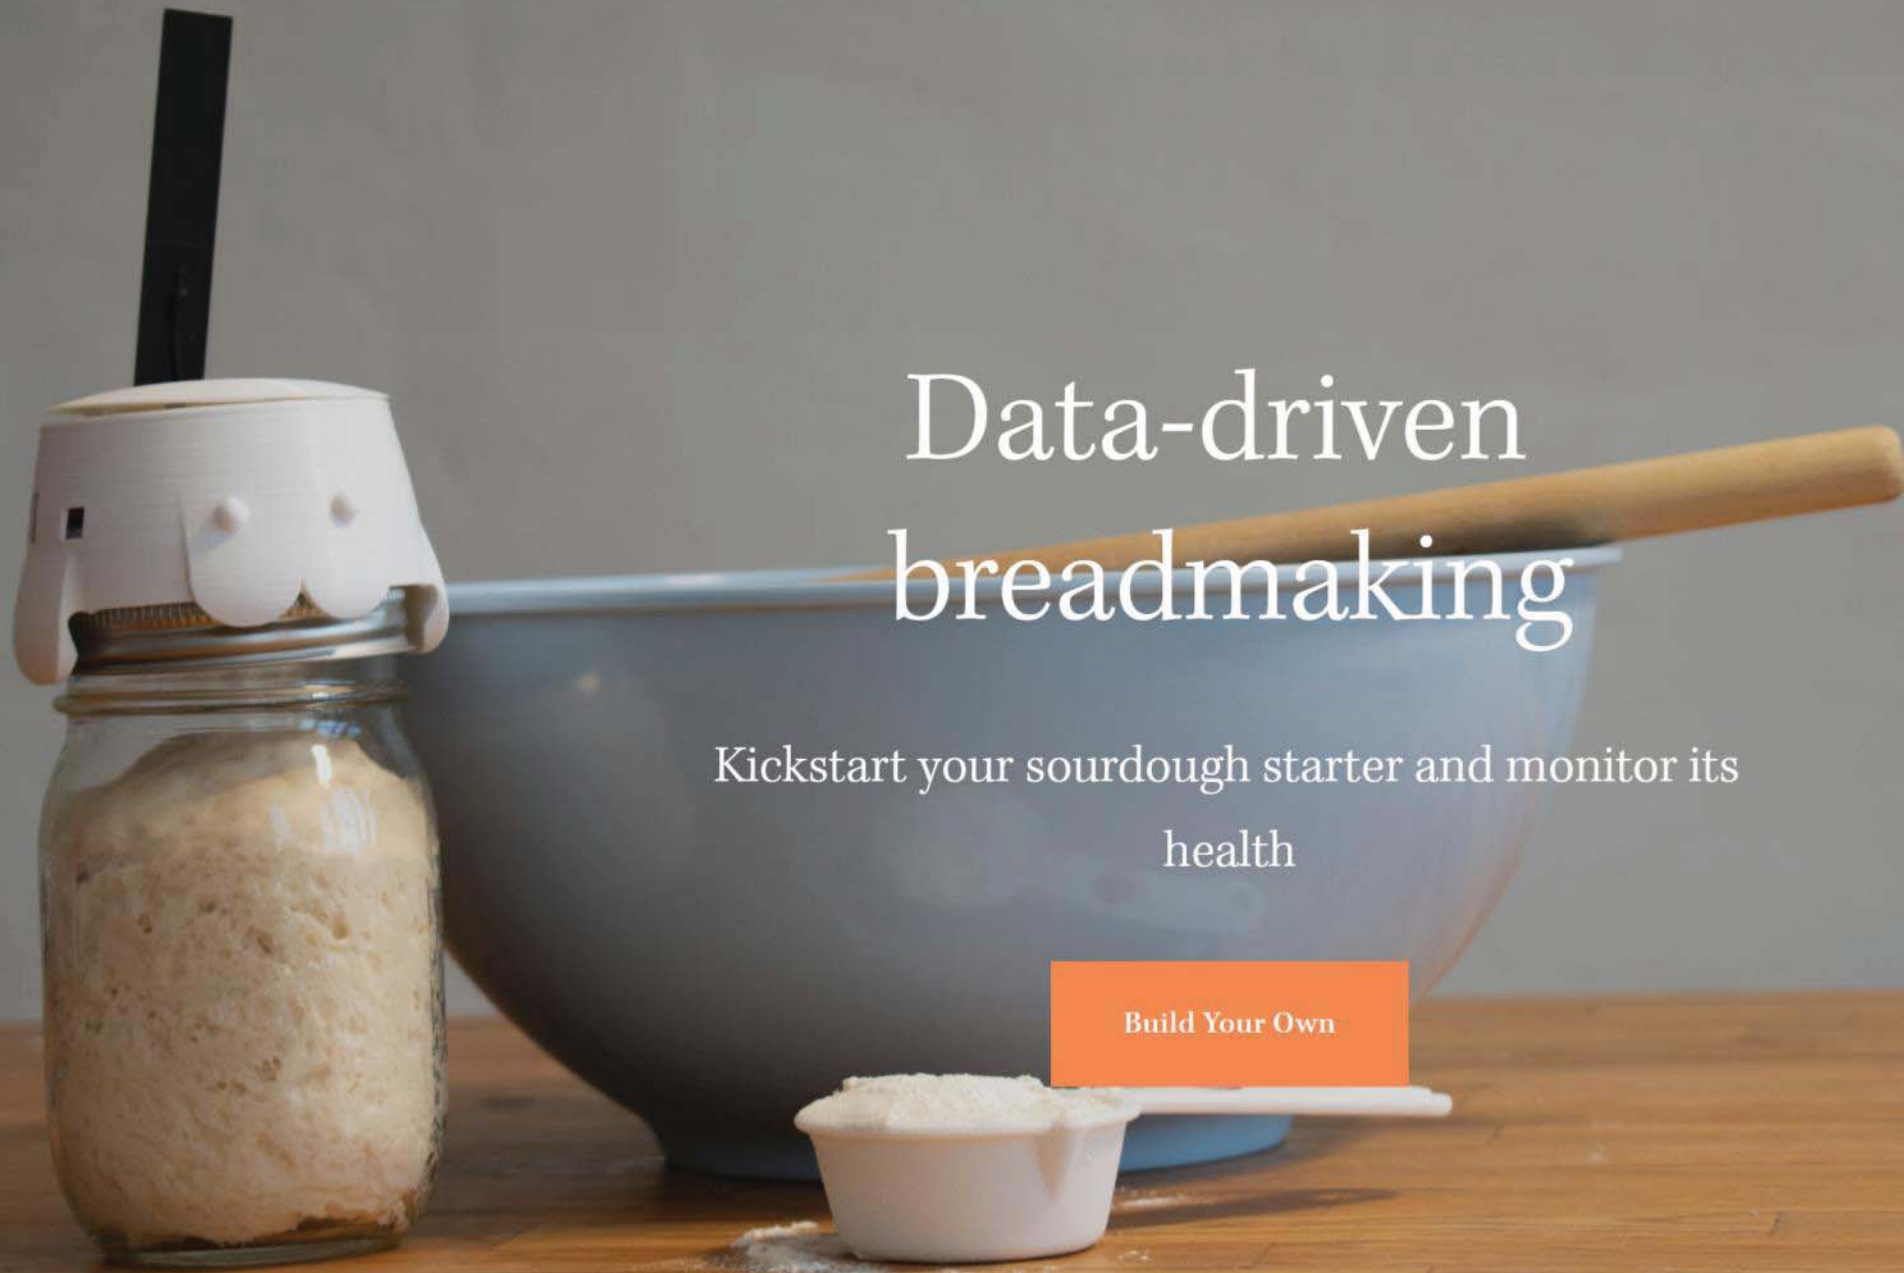 Data-driven
breadmaking
Kickstart your sourdough starter and monitor its
health
Build Your Own